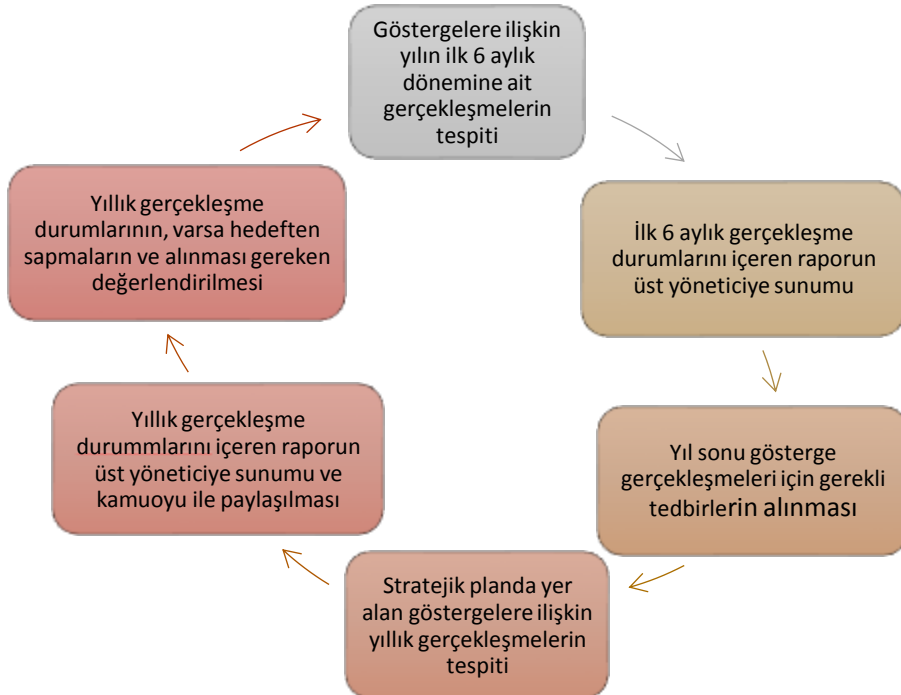 Göstergelere ilişkin
yılın ilk 6 aylık
dönemine ait
gerçekleşmelerin
tespiti
İlk 6 aylık gerçekleşme
durumlarını içeren raporun
üst yöneticiye sunumu
Yıl sonu gösterge
gerçekleşmeleri için gerekli
tedbirlerin alınması
Stratejik planda yer
alan göstergelere ilişkin
yıllık gerçekleşmelerin
tespiti
Yıllık gerçekleşme
durummlarını içeren raporun
üst yöneticiye sunumu ve
kamuoyu ile paylaşılması
Yıllık gerçekleşme
durumlarının, varsa hedeften
sapmaların ve alınması gereken
değerlendirilmesi